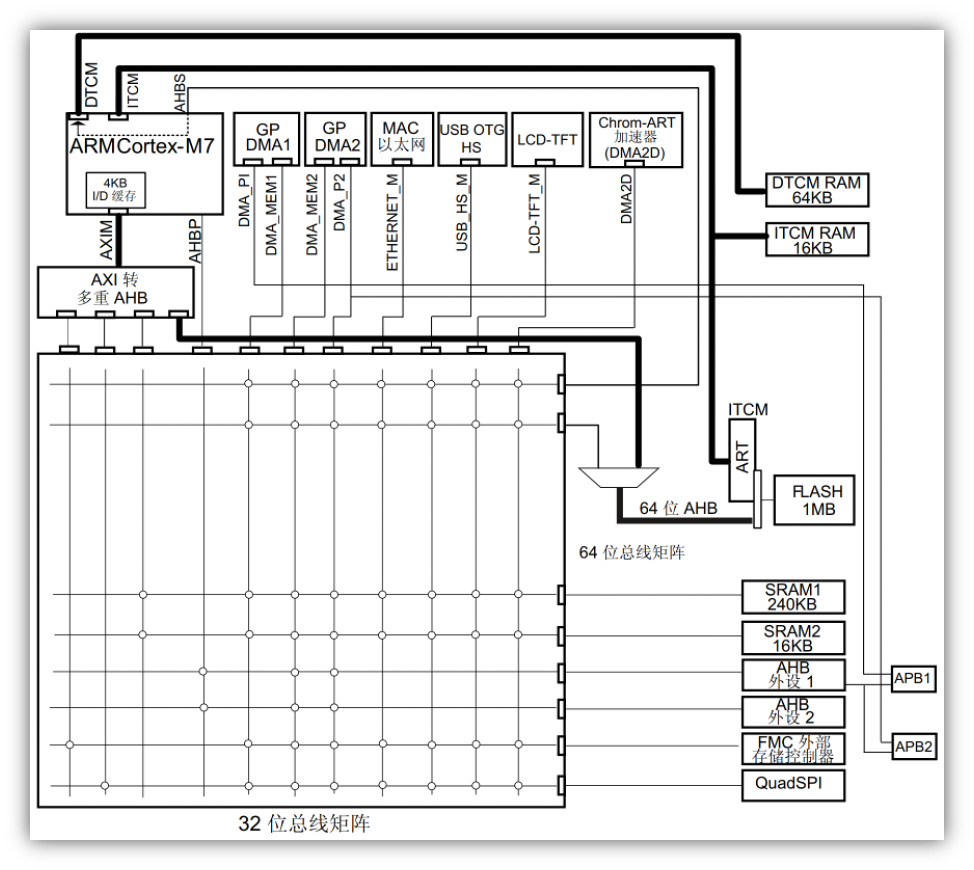 DTCM
ITCM
AHBS
ARMCortex-M7
4KB
I/D 缓存
GP
DMA1
GP
DMA2
MAC
以太网
USB OTG
HS
LCD-TFT
Chrom-ART
加速器
(DMA2D)
DTCM RAM
64KB
ITCM RAM
16KB
AXIM
AHBP
DMA_PI
DMA_MEM1
DMA_MEM2
DMA_P2
ETHERNET_M
USB_HS_M
LCD-TFT_M
DMA2D
AXI 转
多重 AHB
ITCM
ART
FLASH
1MB
64 位 AHB
64 位总线矩阵
SRAM1
240KB
SRAM2
16KB
AHB
外设 1
APB1
AHB
外设 2
FMC 外部
存储控制器
APB2
QuadSPI
32 位总线矩阵